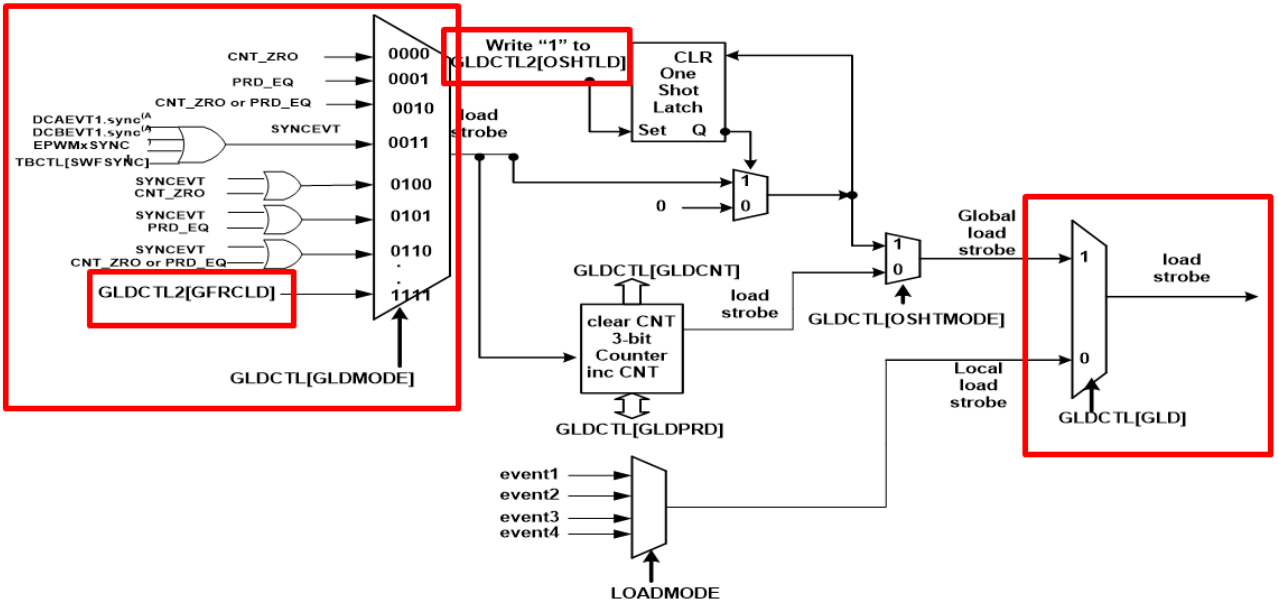 CNT_ZRO
PRD_EQ
CNT_ZRO or PRD_EQ
DCAEVT1.sync(A
DCBEVT1.sync(A
EPWMxSYNC
)
TBCTL[SWFSYNC]
SYNCEVT
SYNCEVT
CNT_ZRO
SYNCEVT
PRD_EQ
SYNCEVT
CNT_ZRO or PRD_EQ
GLDCTL2[GFRCLD]
0000
0001
0010
0011
0100
0101
0110
.
.
1111
GLDCTL[GLDMODE]
Write “1” to
GLDCTL2[OSHTLD]
load
strobe
CLR
One
Shot
Latch
Set Q
1
0
0
GLDCTL[GLDCNT]
clear CNT
3-bit
Counter
inc CNT
GLDCTL[GLDPRD]
load
strobe
1
0
GLDCTL[OSHTMODE]
Global
load
strobe
Local
load
strobe
1
0
GLDCTL[GLD]
load
strobe
event1
event2
event3
event4
LOADMODE